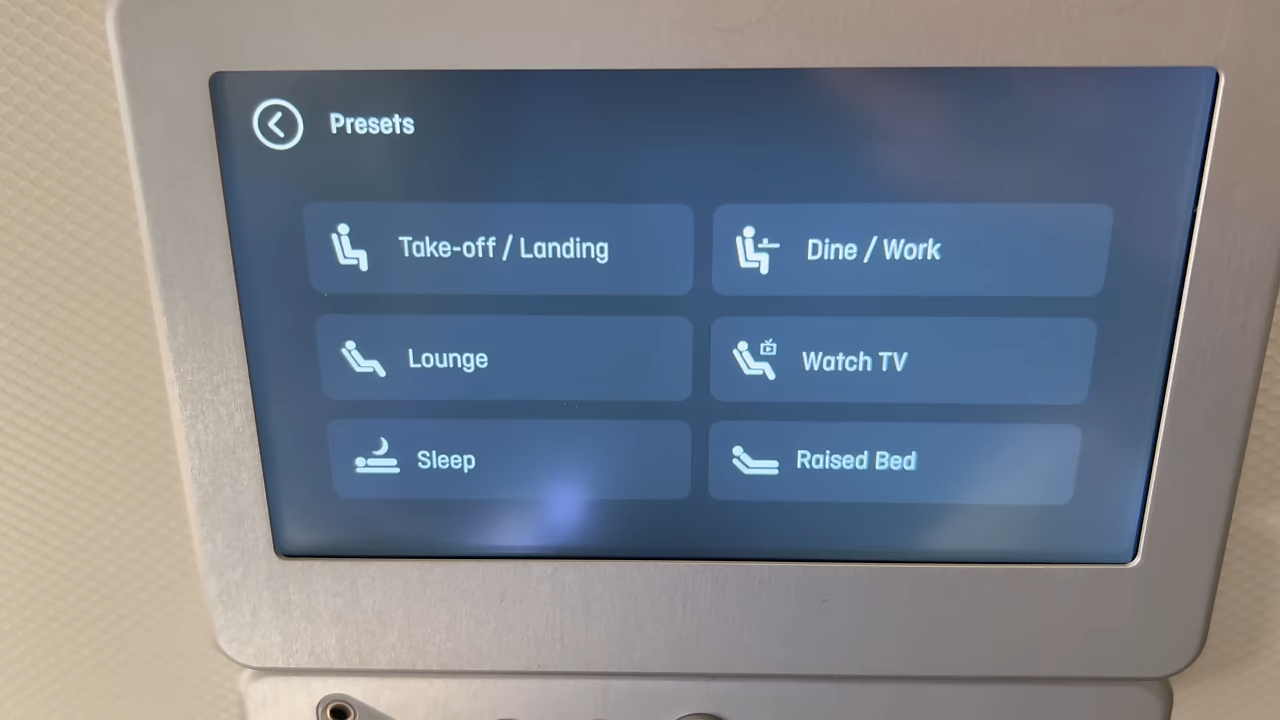 Presets
Take-off / Landing
Dine / Work
Lounge
Watch TV
Sleep
Raised Bed